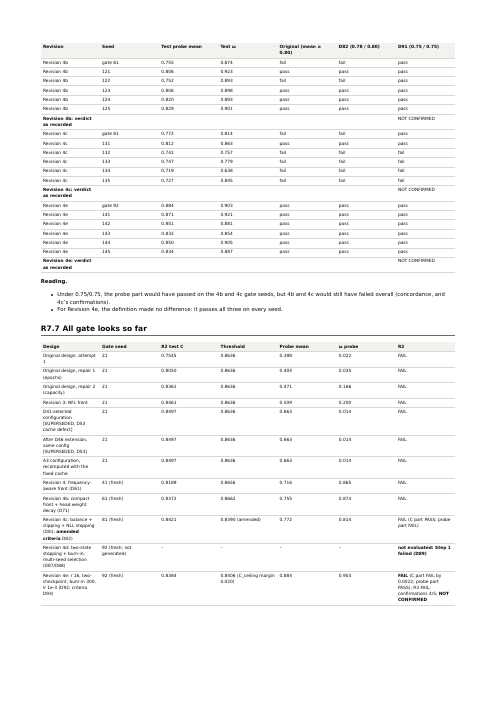 Revision Seed Test probe mean Test ω Original (mean ≥ 0.80) D82 (0.78 / 0.80) D91 (0.75 / 0.75)
Revision 4b gate 61 0.755 0.874 fail fail pass
Revision 4b 121 0.806 0.923 pass pass pass
Revision 4b 122 0.752 0.893 fail fail pass
Revision 4b 123 0.806 0.898 pass pass pass
Revision 4b 124 0.820 0.893 pass pass pass
Revision 4b 125 0.829 0.901 pass pass pass
Revision 4b: verdict as recorded NOT CONFIRMED
Revision 4c gate 81 0.772 0.814 fail fail pass
Revision 4c 131 0.812 0.863 pass pass pass
Revision 4c 132 0.742 0.757 fail fail fail
Revision 4c 133 0.747 0.779 fail fail fail
Revision 4c 134 0.719 0.638 fail fail fail
Revision 4c 135 0.727 0.845 fail fail fail
Revision 4c: verdict as recorded NOT CONFIRMED
Revision 4e gate 92 0.884 0.903 pass pass pass
Revision 4e 141 0.871 0.921 pass pass pass
Revision 4e 142 0.851 0.881 pass pass pass
Revision 4e 143 0.832 0.854 pass pass pass
Revision 4e 144 0.850 0.905 pass pass pass
Revision 4e 145 0.834 0.887 pass pass pass
Revision 4e: verdict as recorded NOT CONFIRMED
Reading.
• Under 0.75/0.75, the probe part would have passed on the 4b and 4c gate seeds, but 4b and 4c would still have failed overall (concordance, and
4c's confirmations).
• For Revision 4e, the definition made no difference: it passes all three on every seed.
R7.7 All gate looks so far
Design Gate seed R2 test C Threshold Probe mean ω probe R2
Original design, attempt 1 21 0.7545 0.8636 0.398 0.022 FAIL
Original design, repair 1 (epochs) 21 0.8050 0.8636 0.404 0.035 FAIL
Original design, repair 2 (capacity) 21 0.8361 0.8636 0.471 0.166 FAIL
Revision 3: NFL front 21 0.8461 0.8636 0.509 0.200 FAIL
D41-selected configuration [SUPERSEDED, D53 cache defect] 21 0.8497 0.8636 0.663 0.014 FAIL
After D46 extension, same config [SUPERSEDED, D53] 21 0.8497 0.8636 0.663 0.014 FAIL
A3 configuration, recomputed with the fixed cache 21 0.8497 0.8636 0.663 0.014 FAIL
Revision 4: frequency-aware front (D61) 41 (fresh) 0.8189 0.8656 0.716 0.865 FAIL
Revision 4b: compact front + head weight decay (D71) 61 (fresh) 0.8372 0.8662 0.755 0.874 FAIL
Revision 4c: balance + clipping + NLL stopping (D81; amended criteria D82) 81 (fresh) 0.8421 0.8390 (amended) 0.772 0.814 FAIL (C part PASS; probe part FAIL)
Revision 4d: two-state stopping + burn-in, multi-seed selection (D87/D88) 90 (fresh; not generated) – – – – not evaluated: Step 1 failed (D89)
Revision 4e: r 16, two-checkpoint, burn-in 300, lr 1e-3 (D92; criteria D93) 92 (fresh) 0.8384 0.8406 (C_ceiling margin 0.020) 0.884 0.903 FAIL (C part FAIL by 0.0022; probe part PASS); R3 FAIL, confirmations 4/5; NOT CONFIRMED